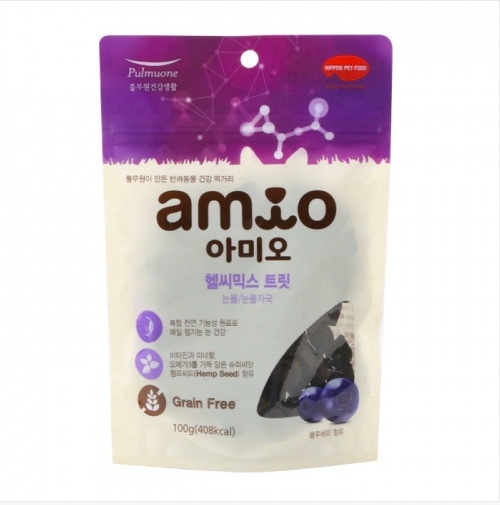 Pulmuone
풀무원건강생활
NIPPON PET FOOD
풀무원이 만든 반려동물 건강 먹거리
amio
아미오
헬씨믹스 트릿
눈물/눈물자국
복합 천연 기능성 원료로
매일 챙기는 눈 건강
비타민과 미네랄,
오메가3를 가득 담은 슈퍼씨앗
햄프씨드(Hemp Seed) 함유
Grain Free
100g(408kcal)
블루베리 함유